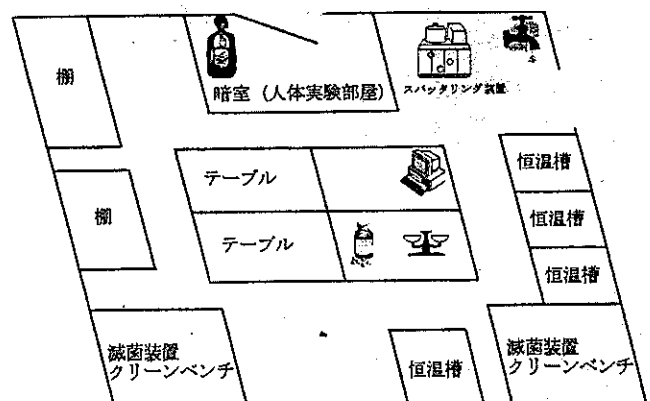 棚
暗室（人体実験部屋）
スパッタリング装置
テーブル
恒温槽
棚
テーブル
恒温槽
恒温槽
滅菌装置
クリーンベンチ
恒温槽
滅菌装置
クリーンベンチ